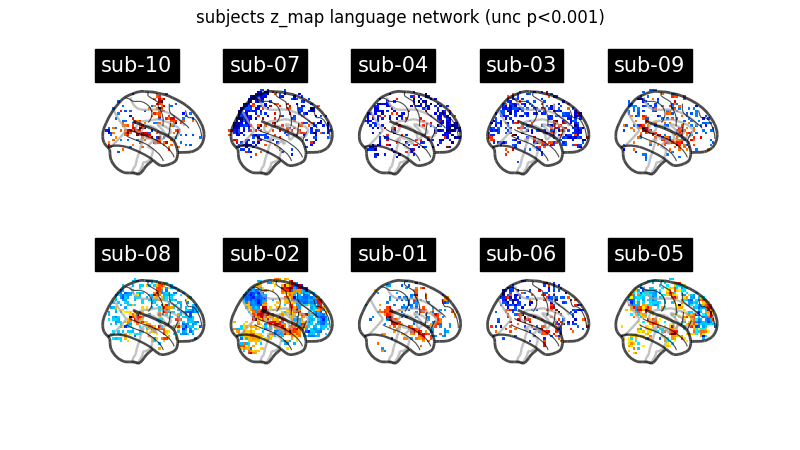 subjects z_map language network (unc p<0.001)
sub-10 sub-07 sub-04 sub-03 sub-09
sub-08 sub-02 sub-01 sub-06 sub-05